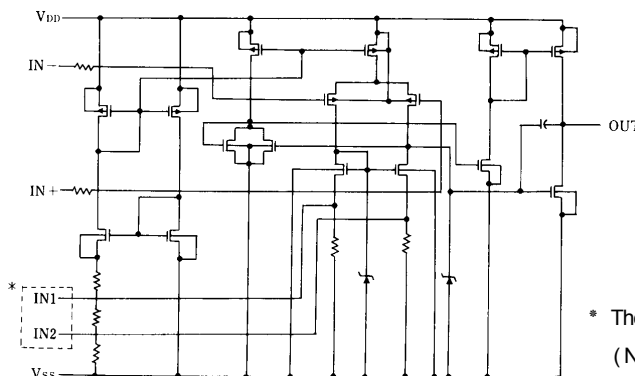 VDD
IN−
OUT
IN+
*
IN1
IN2
* The
(N
VSS